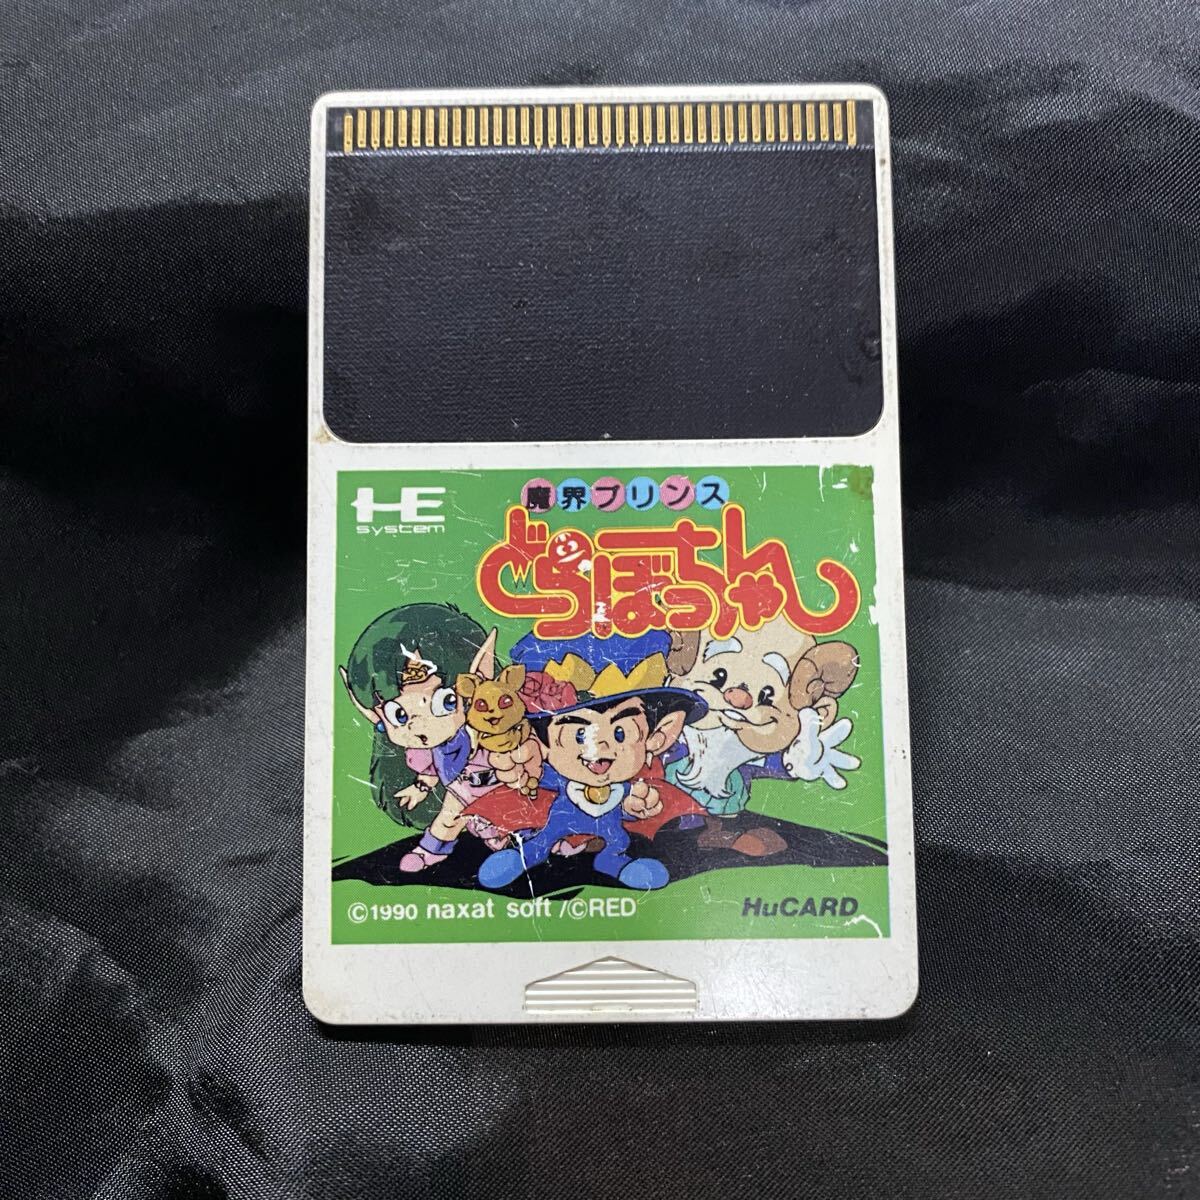 HE
system
魔界プリンス
どらぼっちゃん
©1990 naxat soft /©RED
HuCARD